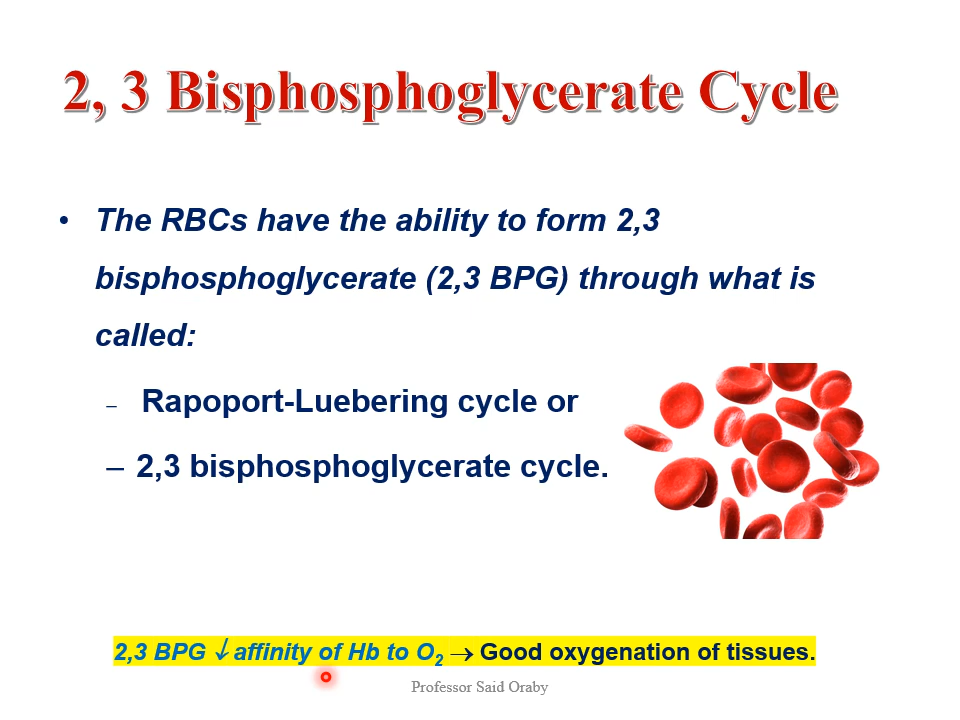 2, 3 Bisphosphoglycerate Cycle
• The RBCs have the ability to form 2,3
bisphosphoglycerate (2,3 BPG) through what is
called:
– Rapoport-Luebering cycle or
– 2,3 bisphosphoglycerate cycle.
2,3 BPG ↓ affinity of Hb to O₂ → Good oxygenation of tissues.
Professor Said Oraby